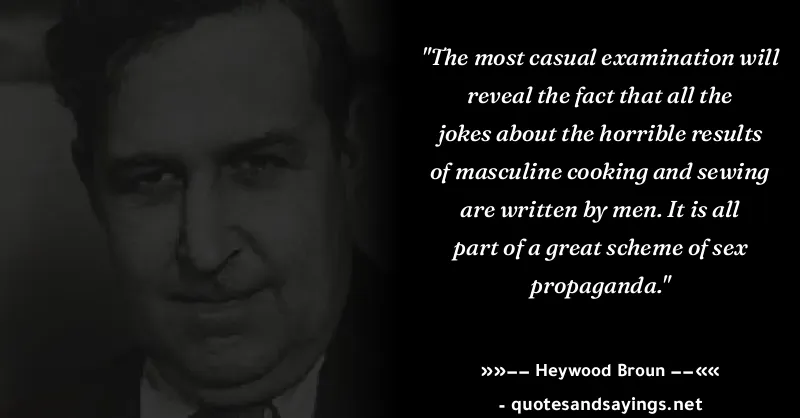 "The most casual examination will
reveal the fact that all the
jokes about the horrible results
of masculine cooking and sewing
are written by men. It is all
part of a great scheme of sex
propaganda."
»»−− Heywood Broun −−««
- quotesandsayings.net